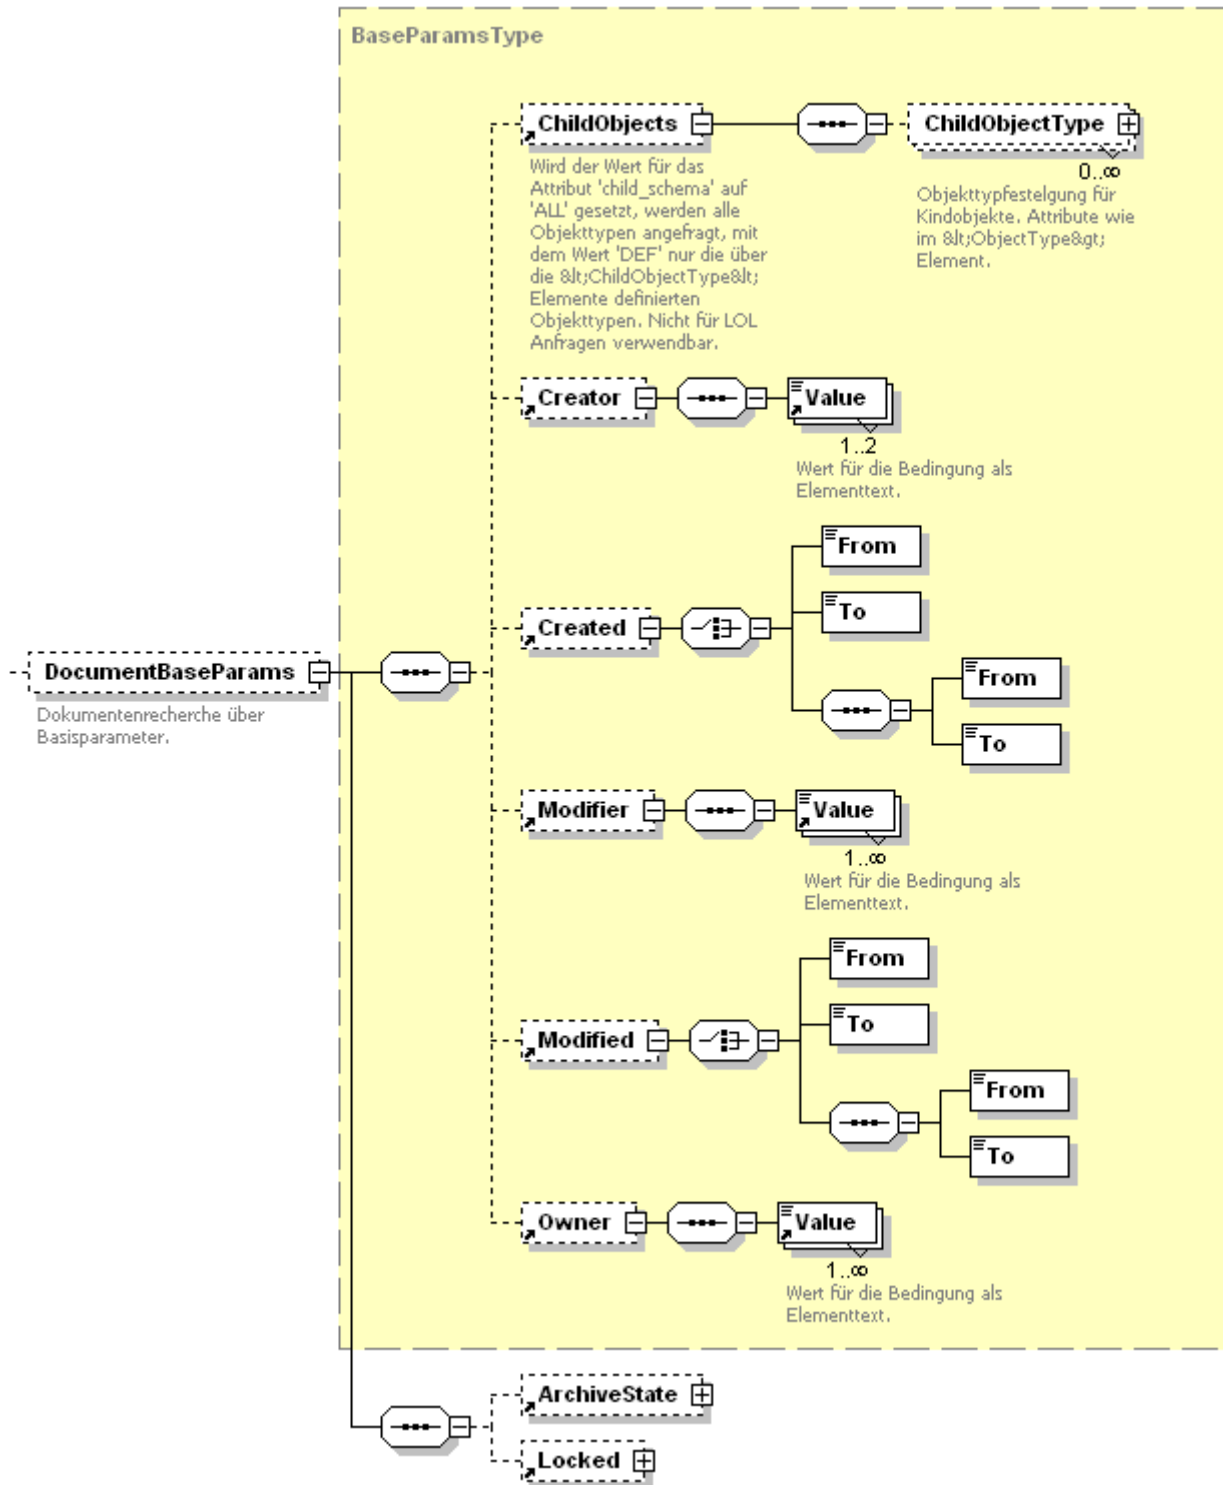 BaseParamsType
ChildObjects
ChildObjectType
0..∞
Wird der Wert für das
Attribut 'child_schema' auf
'ALL' gesetzt, werden alle
Objekttypen angefragt, mit
dem Wert 'DEF' nur die über
die &lt;ChildObjectType&lt;
Elemente definierten
Objekttypen. Nicht für LOL
Anfragen verwendbar.
Objekttypfestelgung für
Kindobjekte. Attribute wie
im &lt;ObjectType&gt;
Element.
Creator
Value
1..2
Wert für die Bedingung als
Elementtext.
Created
From
To
From
To
DocumentBaseParams
Dokumentenrecherche über
Basisparameter.
Modifier
Value
1..∞
Wert für die Bedingung als
Elementtext.
Modified
From
To
From
To
Owner
Value
1..∞
Wert für die Bedingung als
Elementtext.
ArchiveState
Locked